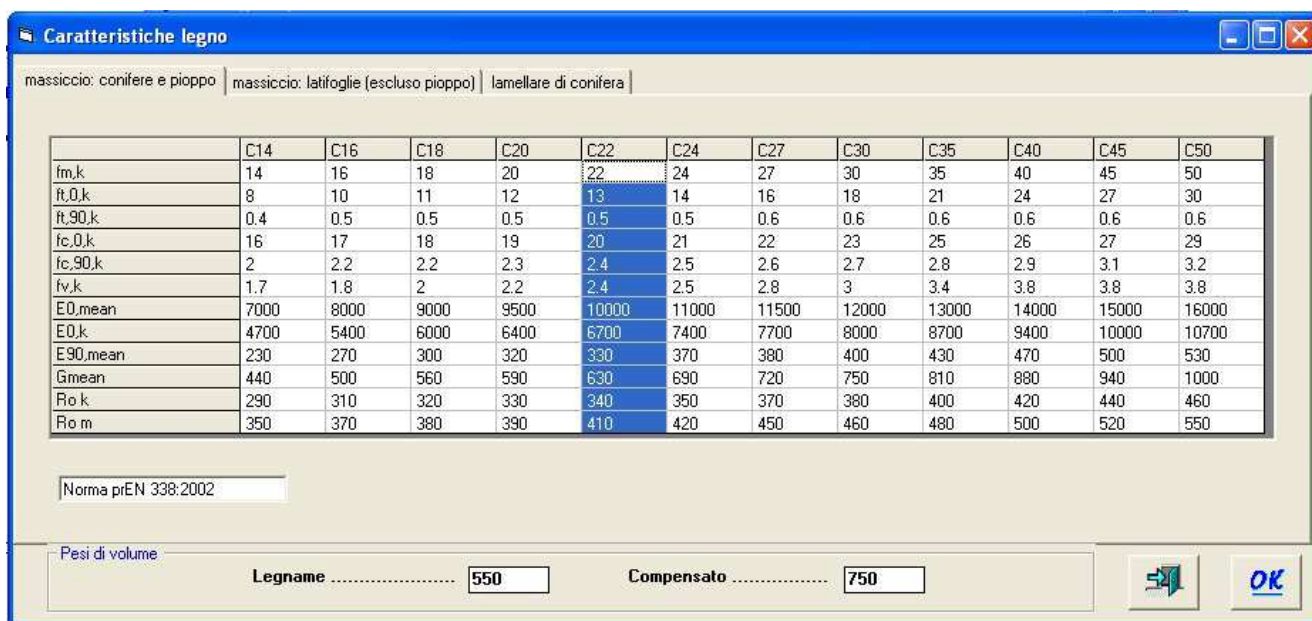 Caratteristiche legno
massiccio: conifere e pioppo massiccio: latifoglie (escluso pioppo) lamellare di conifera
C14 C16 C18 C20 C22 C24 C27 C30 C35 C40 C45 C50
fm,k 14 16 18 20 22 24 27 30 35 40 45 50
ft,0,k 8 10 11 12 13 14 16 18 21 24 27 30
ft,90,k 0.4 0.5 0.5 0.5 0.5 0.5 0.6 0.6 0.6 0.6 0.6 0.6
fc,0,k 16 17 18 19 20 21 22 23 25 26 27 29
fc,90,k 2 2.2 2.2 2.3 2.4 2.5 2.6 2.7 2.8 2.9 3.1 3.2
fv,k 1.7 1.8 2 2.2 2.4 2.5 2.8 3 3.4 3.8 3.8 3.8
E0,mean 7000 8000 9000 9500 10000 11000 11500 12000 13000 14000 15000 16000
E0,k 4700 5400 6000 6400 6700 7400 7700 8000 8700 9400 10000 10700
E90,mean 230 270 300 320 330 370 380 400 430 470 500 530
Gmean 440 500 560 590 630 690 720 750 810 880 940 1000
Ro k 290 310 320 330 340 350 370 380 400 420 440 460
Ro m 350 370 380 390 410 420 450 460 480 500 520 550
Norma prEN 338:2002
Pesi di volume
Legname ...................... 550 Compensato ................. 750
OK